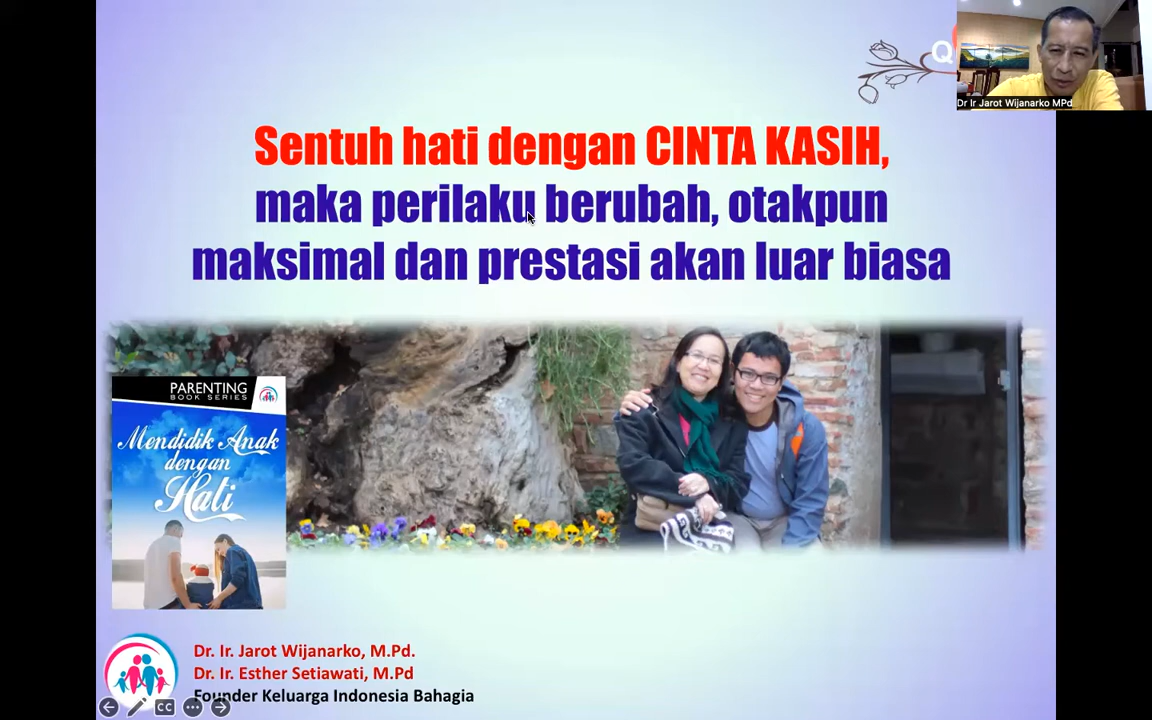 Q
Dr Ir Jarot Wijanarko MPd
Sentuh hati dengan CINTA KASIH,
maka perilaku berubah, otakpun
maksimal dan prestasi akan luar biasa
PARENTING
BOOK SERIES
Mendidik Anak
dengan
Hati
Dr. Ir. Jarot Wijanarko, M.Pd.
Dr. Ir. Esther Setiawati, M.Pd
Founder Keluarga Indonesia Bahagia
CC